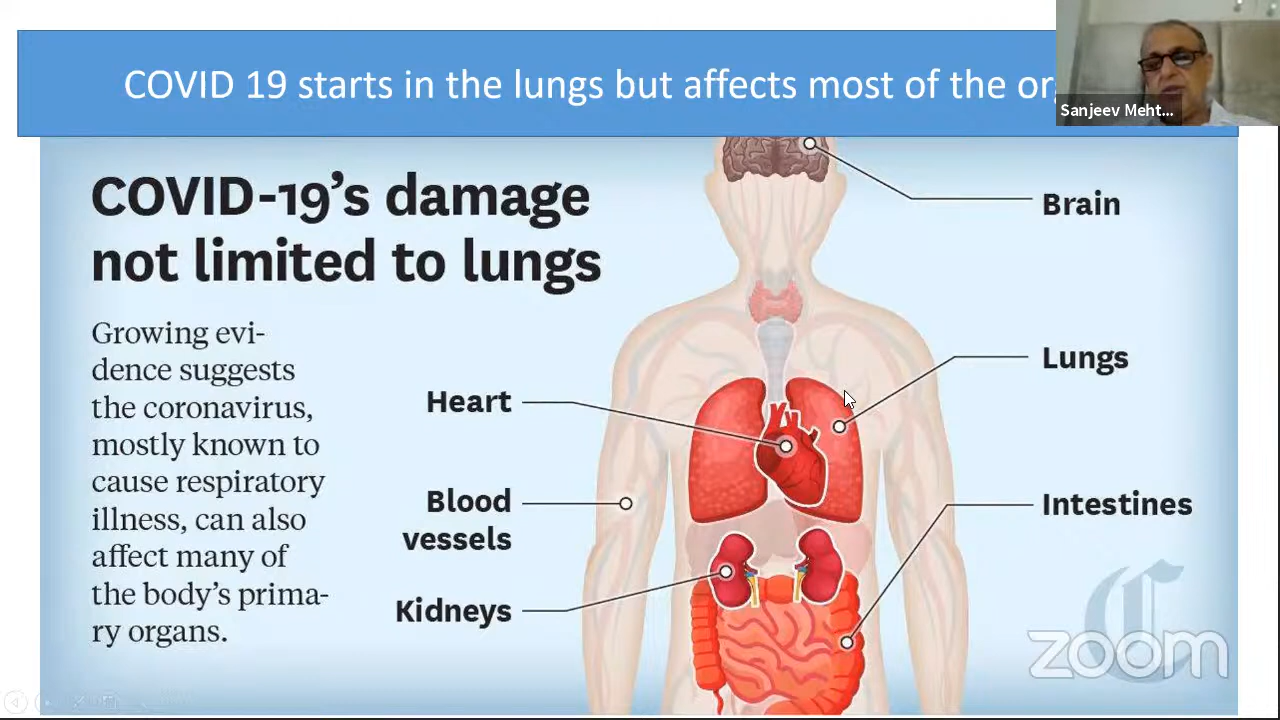 COVID 19 starts in the lungs but affects most of the
Sanjeev Meht...
COVID-19's damage
not limited to lungs
Growing evi-
dence suggests
the coronavirus,
mostly known to
cause respiratory
illness, can also
affect many of
the body's prima-
ry organs.
Brain
Lungs
Heart
Blood
vessels
Intestines
Kidneys
C
zoom